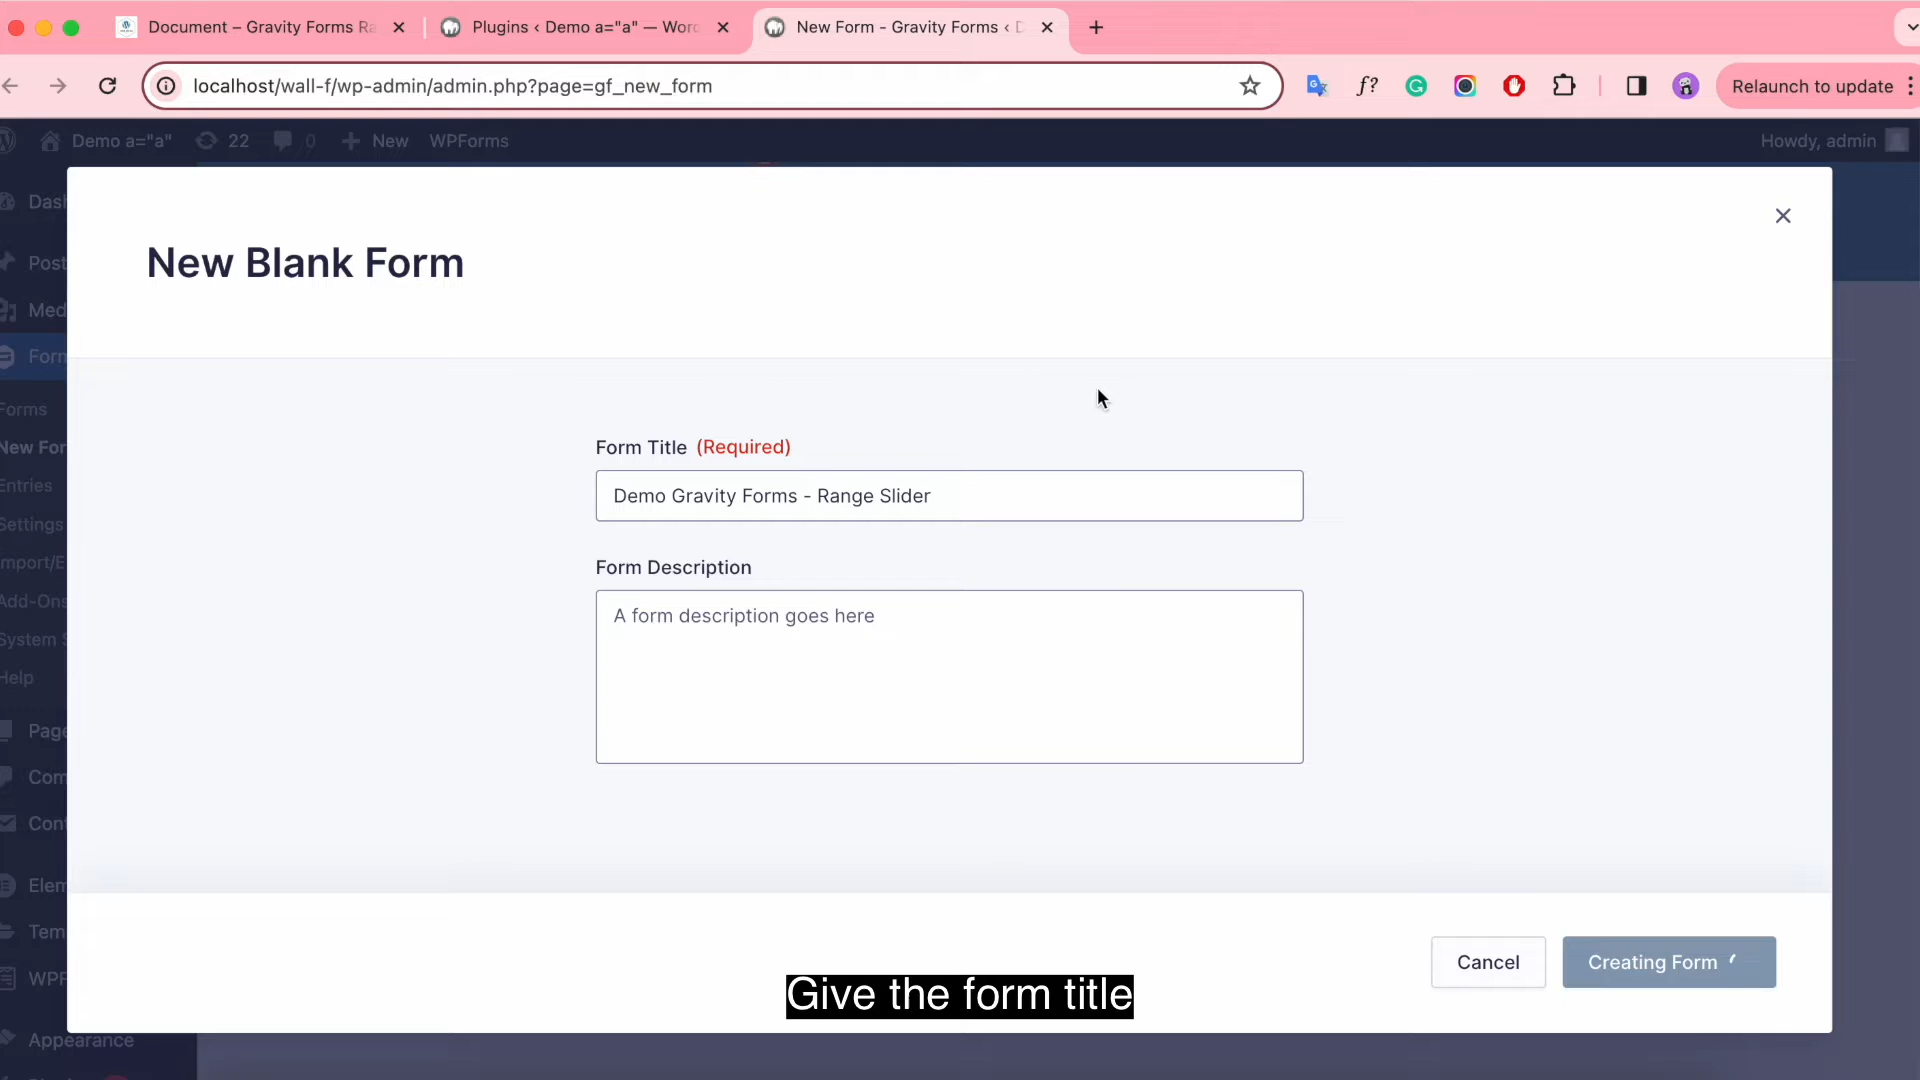 Document – Gravity Forms Ra
Plugins ‹ Demo a="a" — Word
New Form - Gravity Forms ‹ D
localhost/wall-f/wp-admin/admin.php?page=gf_new_form
f?
Relaunch to update
Demo a="a"
22
0
New
WPForms
Howdy, admin
Dash
Post
Med
Form
Forms
New For
Entries
Settings
Import/E
Add-Ons
System S
Help
Page
Com
Cont
Elem
Temp
WPF
Appearance
New Blank Form
Form Title (Required)
Demo Gravity Forms - Range Slider
Form Description
A form description goes here
Cancel
Creating Form
Give the form title